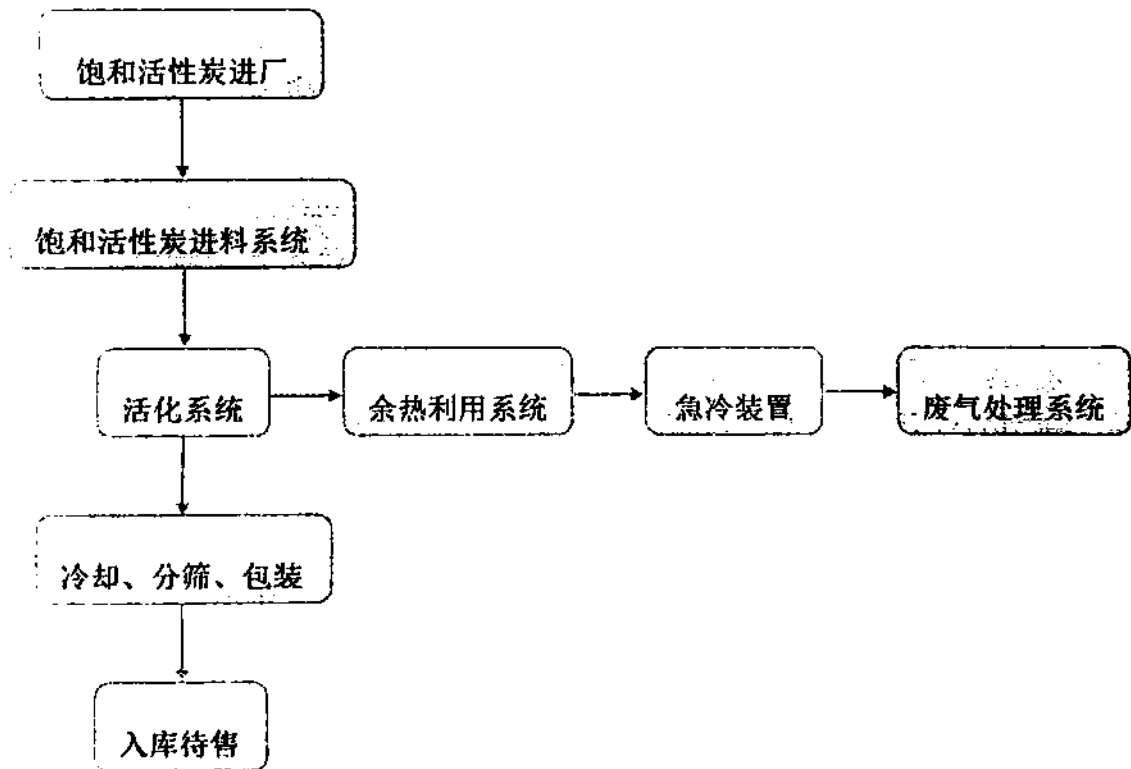 饱和活性炭进厂
饱和活性炭进料系统
活化系统
余热利用系统
急冷装置
废气处理系统
冷却、分筛、包装
入库待售